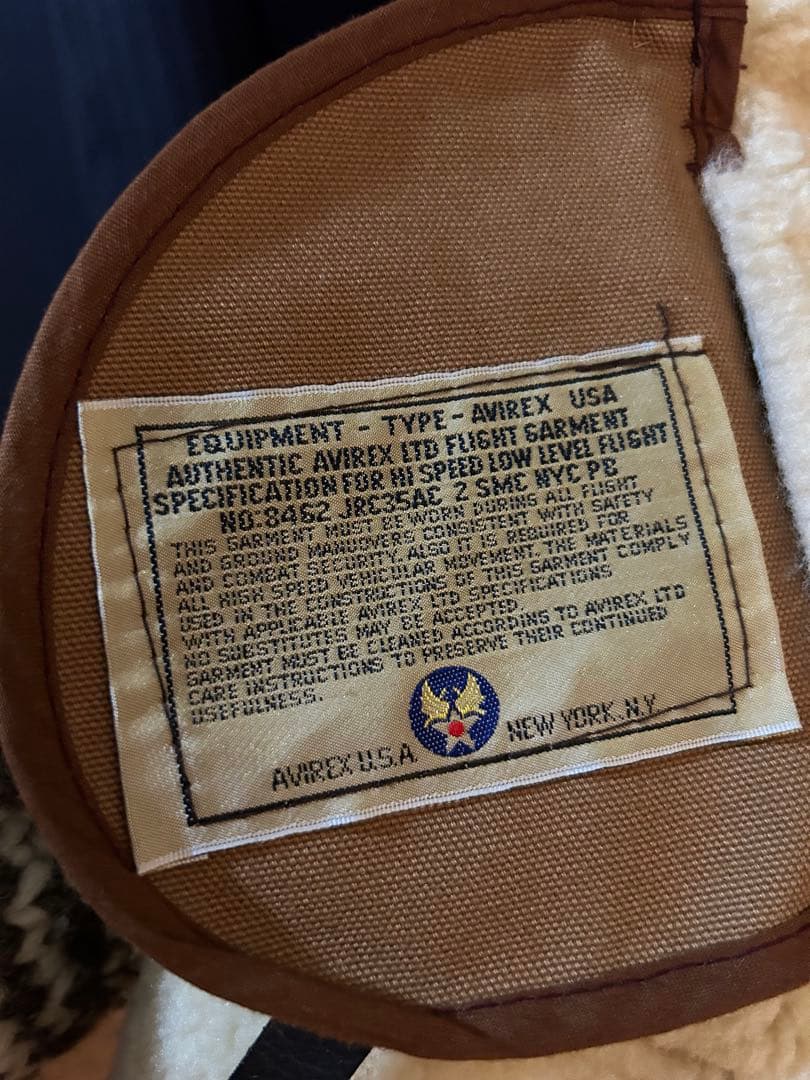 EQUIPMENT - TYPE - AVIREX USA
AUTHENTIC AVIREX LTD FLIGHT GARMENT
SPECIFICATION FOR HI SPEED LOW LEVEL FLIGHT
NO:8462 JRC35AC 2 SMC NYC PB
THIS GARMENT MUST BE WORN DURING ALL FLIGHT
AND GROUND MANUOVERS CONSISTENT WITH SAFETY
AND COMBAT SECURITY. ALSO IT IS REQUIRED FOR
ALL HIGH SPEED VEHICULAR MOVEMENT. THE MATERIALS
USED IN THE CONSTRUCTIONS OF THIS GARMENT COMPLY
WITH APPLICABLE AVIREX LTD SPECIFICATIONS
NO SUBSTITUTES MAY BE ACCEPTED.
GARMENT MUST BE CLEANED ACCORDING TO AVIREX LTD
CARE INSTRUCTIONS TO PRESERVE THEIR CONTINUED
USEFULNESS.
AVIREX U.S.A. NEW YORK. N.Y.